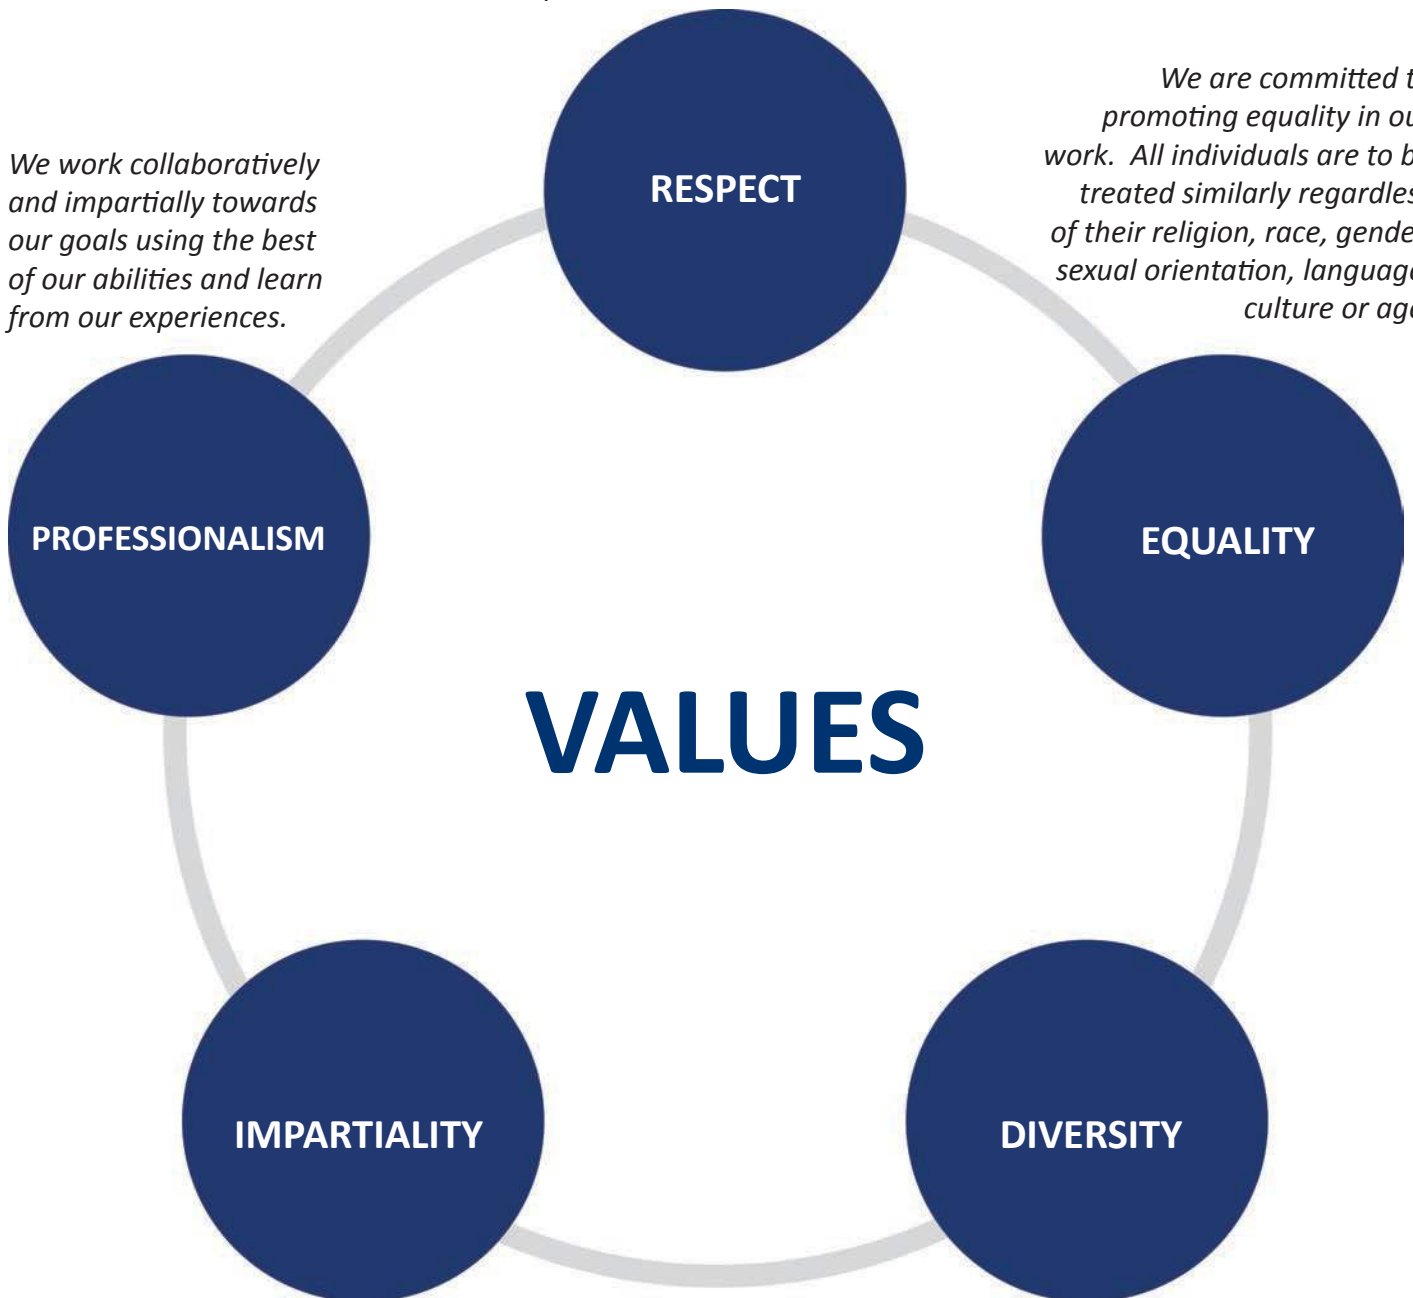 RESPECT
We are committed
promoting equality in
work.  All individuals are to
treated similarly
of their religion, race,
sexual orientation,
culture or
We work collaboratively
and impartially towards
our goals using the best
of our abilities and learn
from our experiences.
PROFESSIONALISM
EQUALITY
VALUES
IMPARTIALITY
DIVERSITY